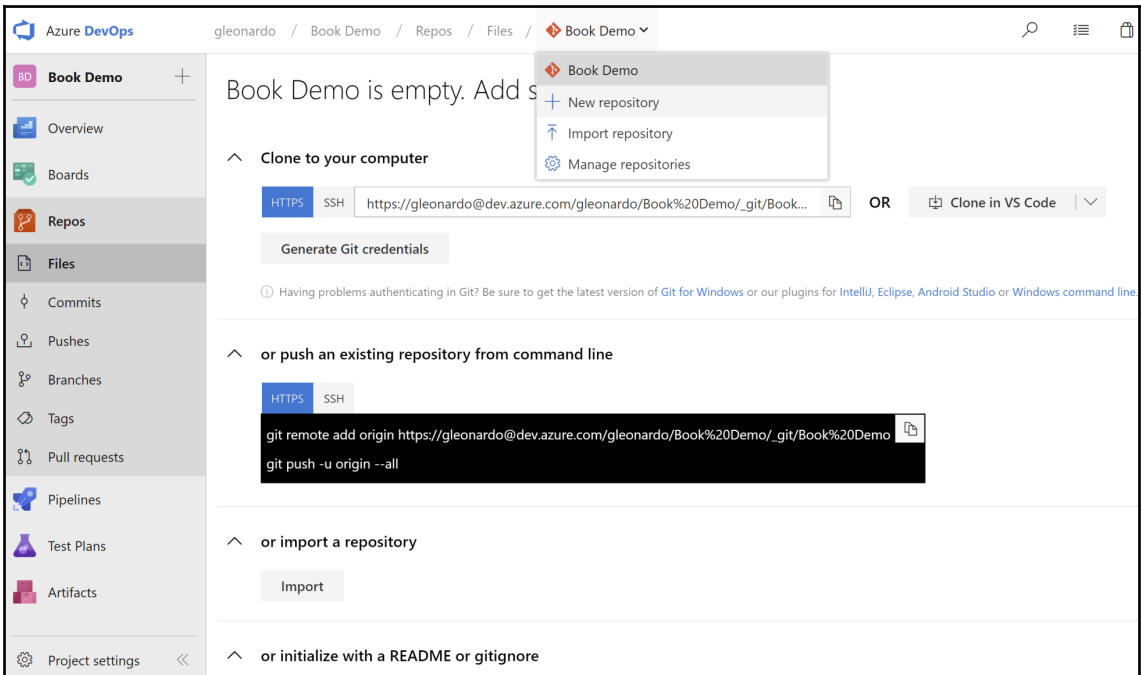 Azure DevOps
gleonardo / Book Demo / Repos / Files / Book Demo
BD Book Demo
Overview
Boards
Repos
Files
Commits
Pushes
Branches
Tags
Pull requests
Pipelines
Test Plans
Artifacts
Project settings
Book Demo
New repository
Import repository
Manage repositories
Book Demo is empty. Add s
Clone to your computer
HTTPS SSH https://gleonardo@dev.azure.com/gleonardo/Book%20Demo/_git/Book... OR Clone in VS Code
Generate Git credentials
Having problems authenticating in Git? Be sure to get the latest version of Git for Windows or our plugins for IntelliJ, Eclipse, Android Studio or Windows command line.
or push an existing repository from command line
HTTPS SSH
git remote add origin https://gleonardo@dev.azure.com/gleonardo/Book%20Demo/_git/Book%20Demo
git push -u origin --all
or import a repository
Import
or initialize with a README or gitignore